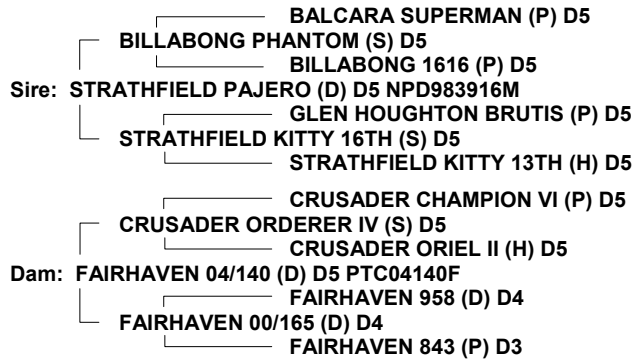 BALCARA SUPERMAN (P) D5
BILLABONG PHANTOM (S) D5
BILLABONG 1616 (P) D5
Sire: STRATHFIELD PAJERO (D) D5 NPD983916M
GLEN HOUGHTON BRUTIS (P) D5
STRATHFIELD KITTY 16TH (S) D5
STRATHFIELD KITTY 13TH (H) D5
CRUSADER CHAMPION VI (P) D5
CRUSADER ORDERER IV (S) D5
CRUSADER ORIEL II (H) D5
Dam: FAIRHAVEN 04/140 (D) D5 PTC04140F
FAIRHAVEN 958 (D) D4
FAIRHAVEN 00/165 (D) D4
FAIRHAVEN 843 (P) D3